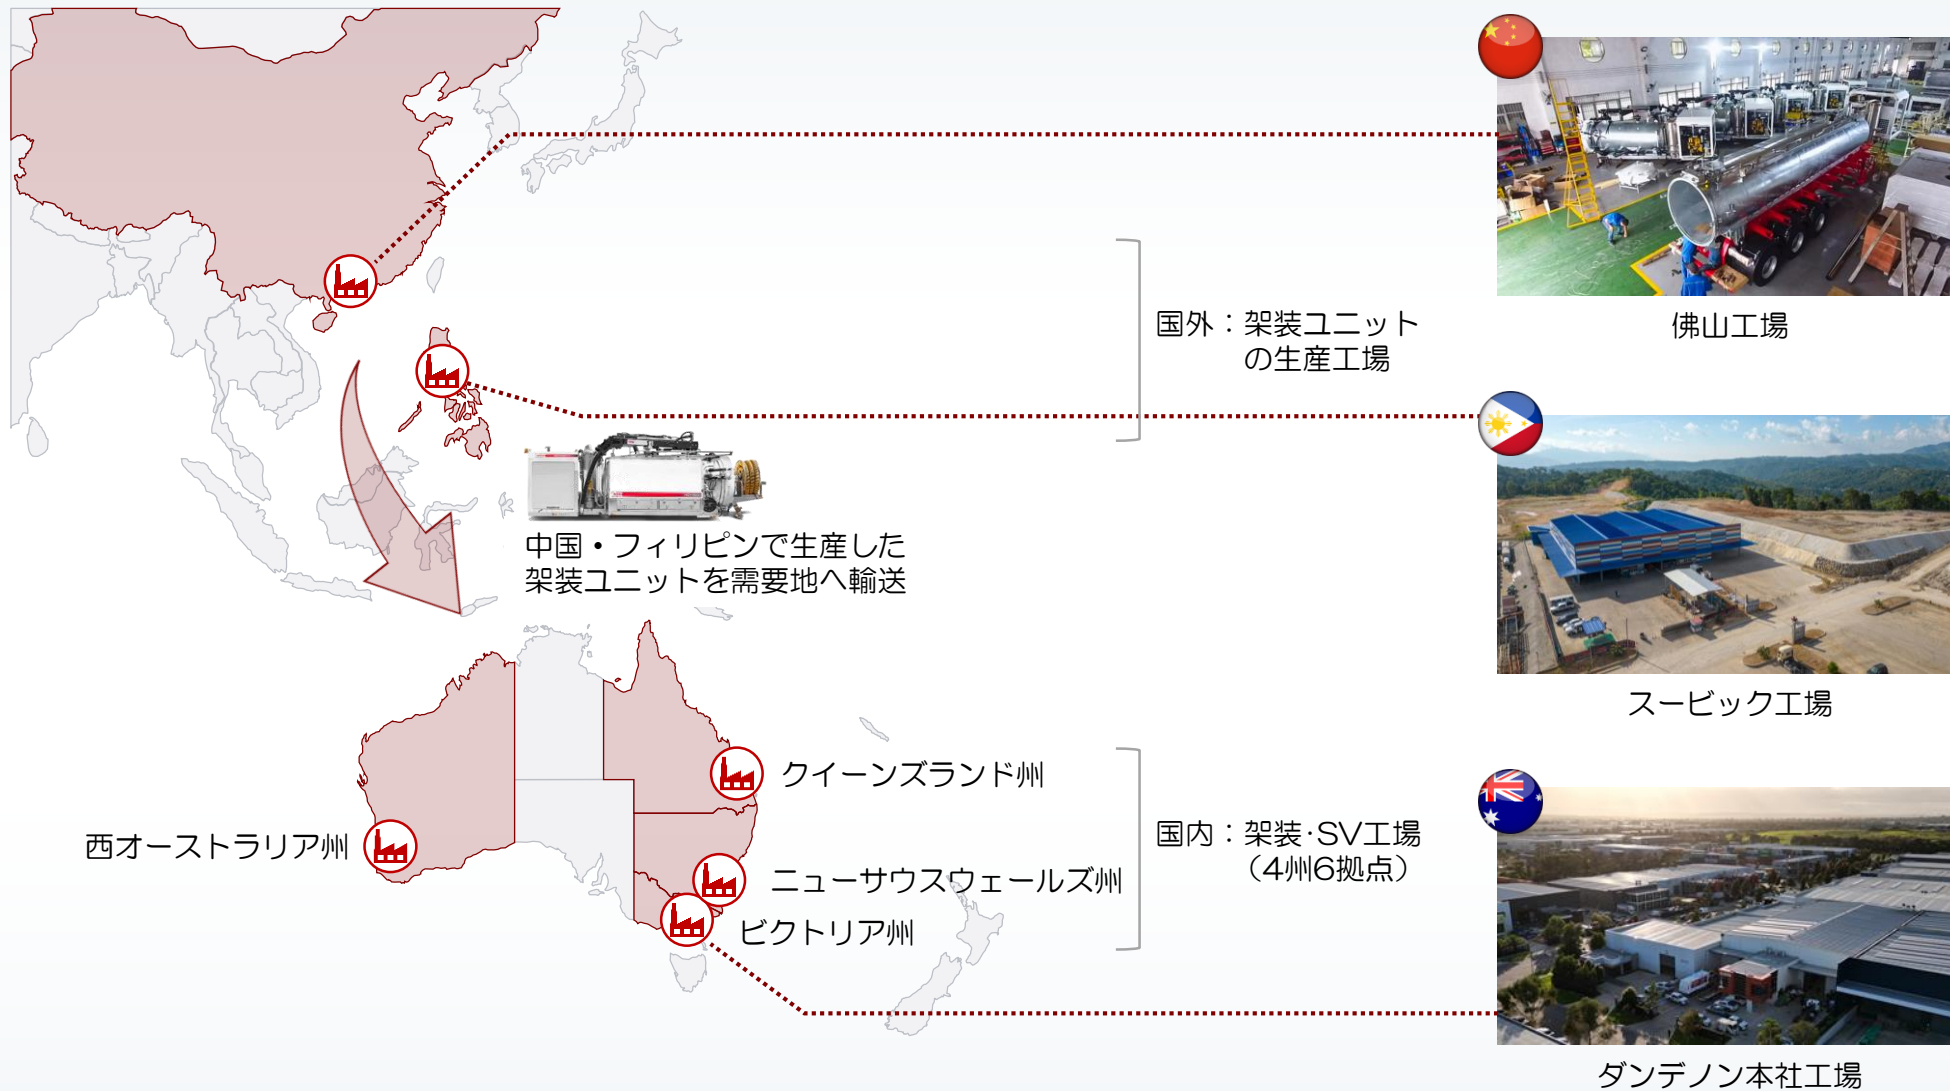 国外：架装ユニット
の生産工場
佛山工場
中国・フィリピンで生産した
架装ユニットを需要地へ輸送
スービック工場
クイーンズランド州
西オーストラリア州
国内：架装･SV工場
（4州6拠点）
ニューサウスウェールズ州
ビクトリア州
ダンデノン本社工場